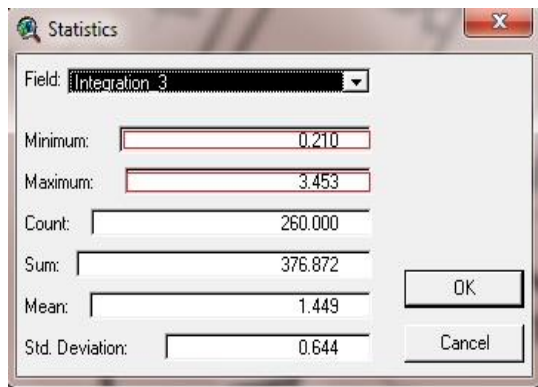 Statistics
Field: Integration 3
Minimum: 0.210
Maximum: 3.453
Count: 260.000
Sum: 376.872
Mean: 1.449
Std. Deviation: 0.644
OK
Cancel